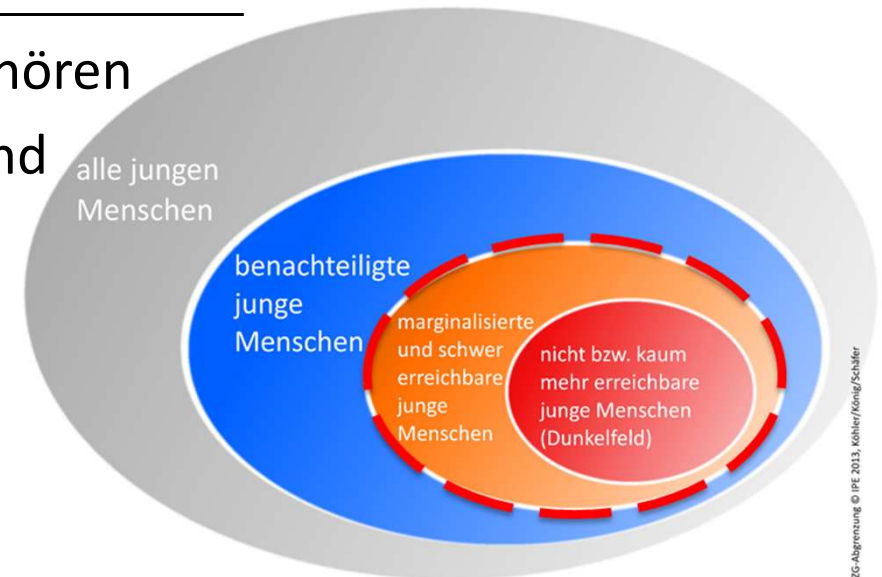 hören
nd
alle jungen
Menschen
benachteiligte
junge
Menschen
marginalisierte
und schwer
erreichbare
junge
Menschen
nicht bzw. kaum
mehr erreichbare
junge Menschen
(Dunkelfeld)
ZG-Abgrenzung © IPE 2013, Köhler/König/Schäfer